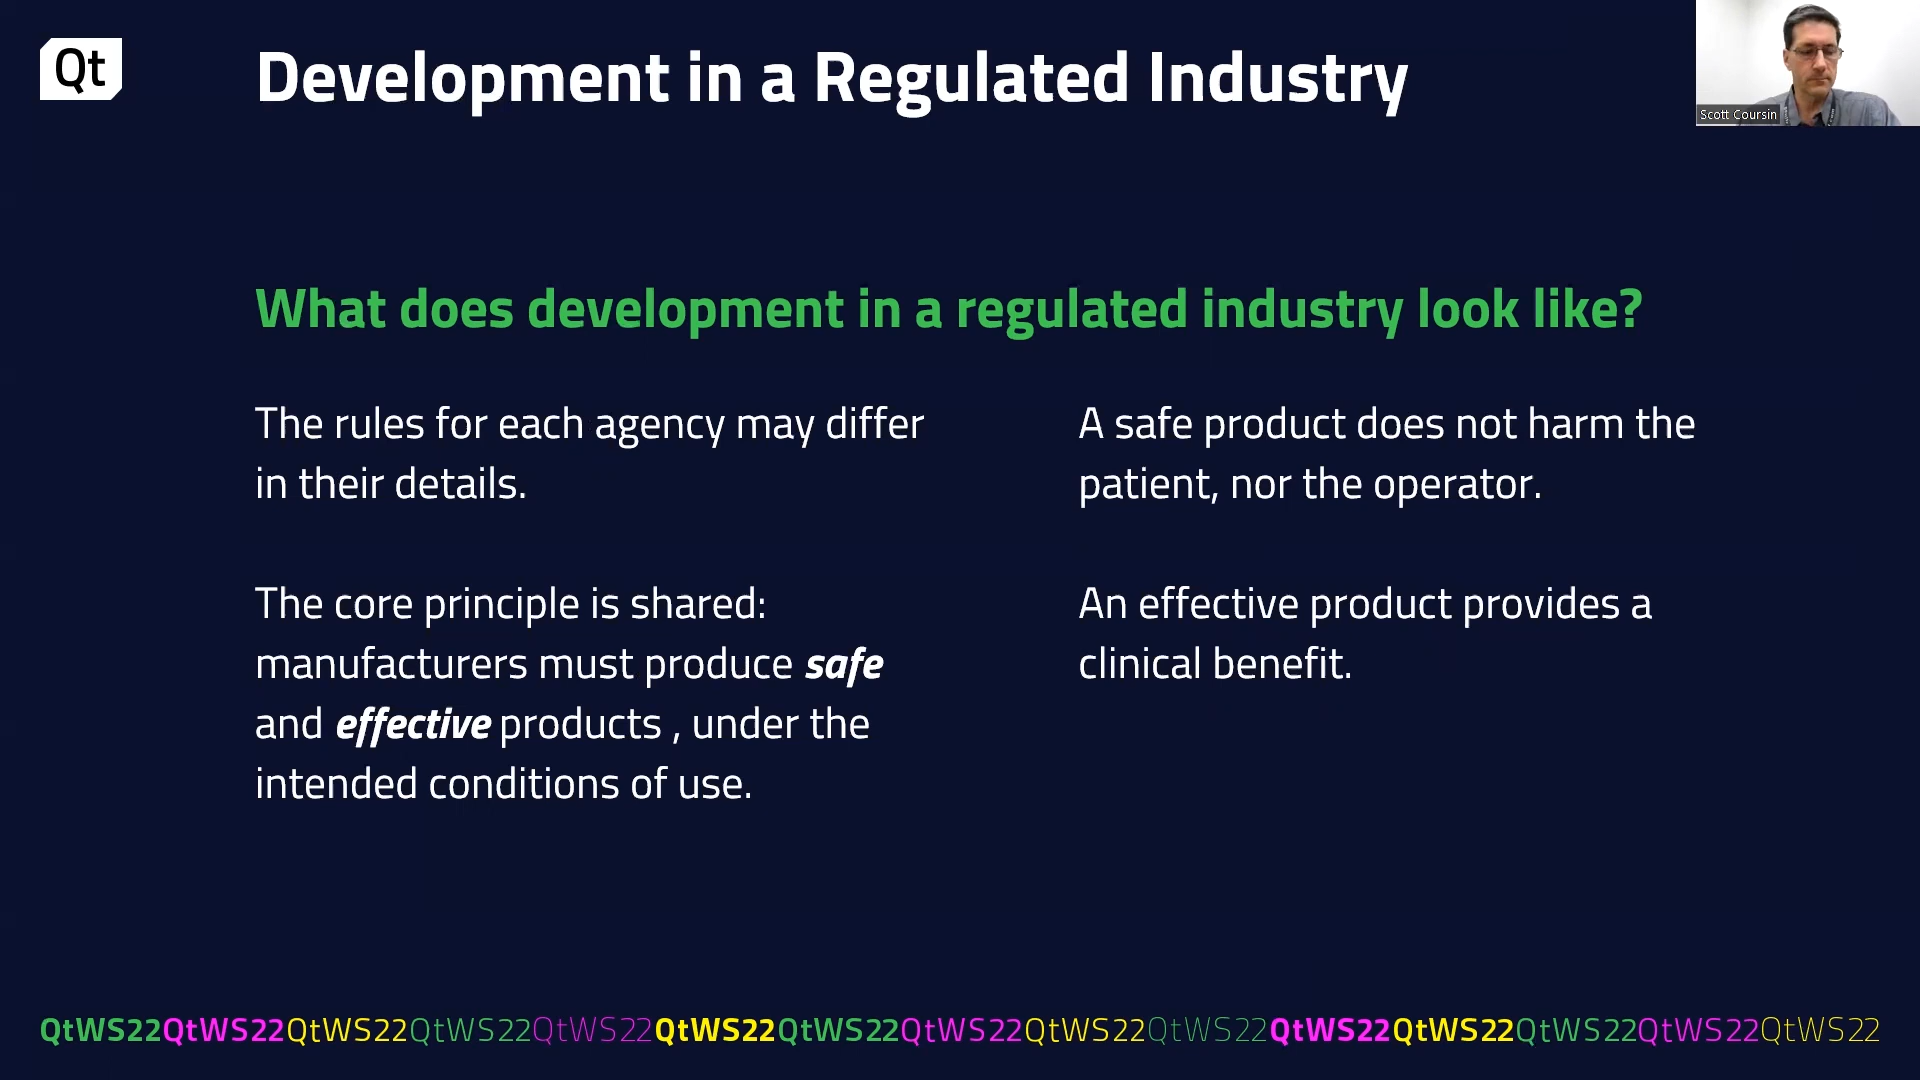 Qt
Development in a Regulated Industry
Scott Coursin
What does development in a regulated industry look like?
The rules for each agency may differ
in their details.
The core principle is shared:
manufacturers must produce safe
and effective products , under the
intended conditions of use.
A safe product does not harm the
patient, nor the operator.
An effective product provides a
clinical benefit.
QtWS22QtWS22QtWS22QtWS22QtWS22QtWS22QtWS22QtWS22QtWS22QtWS22QtWS22QtWS22QtWS22QtWS22QtWS22